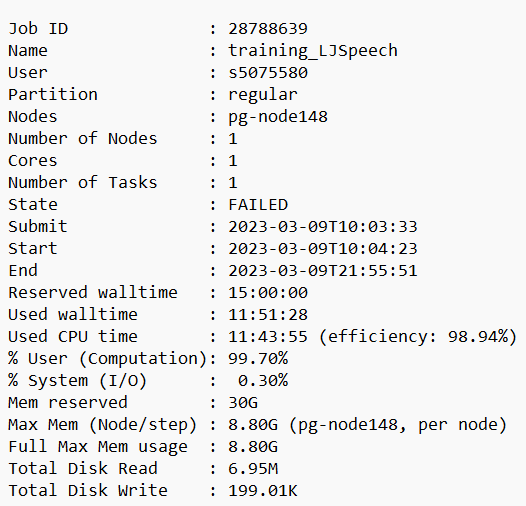 Job ID : 28788639
Name : training_LJSpeech
User : s5075580
Partition : regular
Nodes : pg-node148
Number of Nodes : 1
Cores : 1
Number of Tasks : 1
State : FAILED
Submit : 2023-03-09T10:03:33
Start : 2023-03-09T10:04:23
End : 2023-03-09T21:55:51
Reserved walltime : 15:00:00
Used walltime : 11:51:28
Used CPU time : 11:43:55 (efficiency: 98.94%)
% User (Computation): 99.70%
% System (I/O) : 0.30%
Mem reserved : 30G
Max Mem (Node/step) : 8.80G (pg-node148, per node)
Full Max Mem usage : 8.80G
Total Disk Read : 6.95M
Total Disk Write : 199.01K